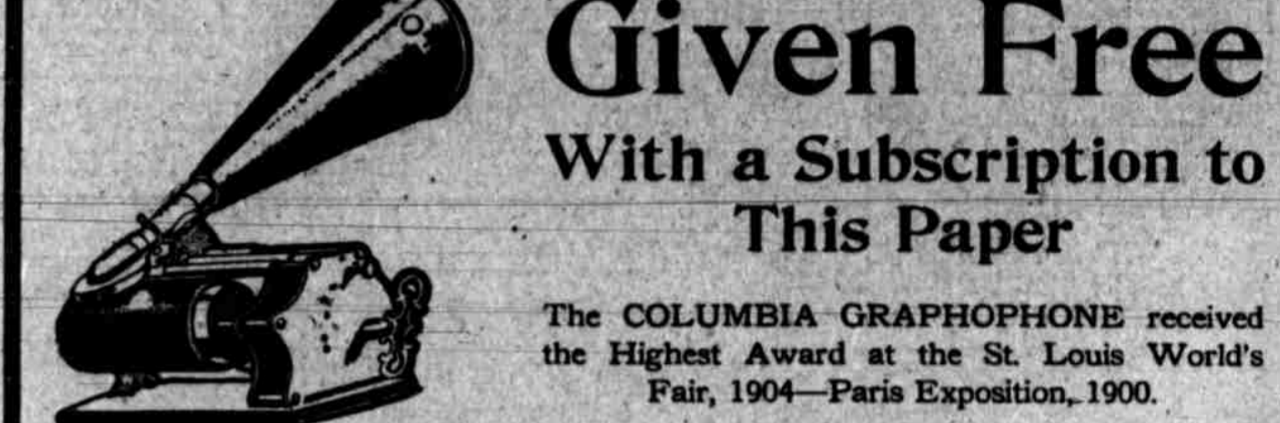 Given Free
With a Subscription to
This Paper
The COLUMBIA GRAPHOPHONE received
the Highest Award at the St. Louis World's
Fair, 1904—Paris Exposition, 1900.